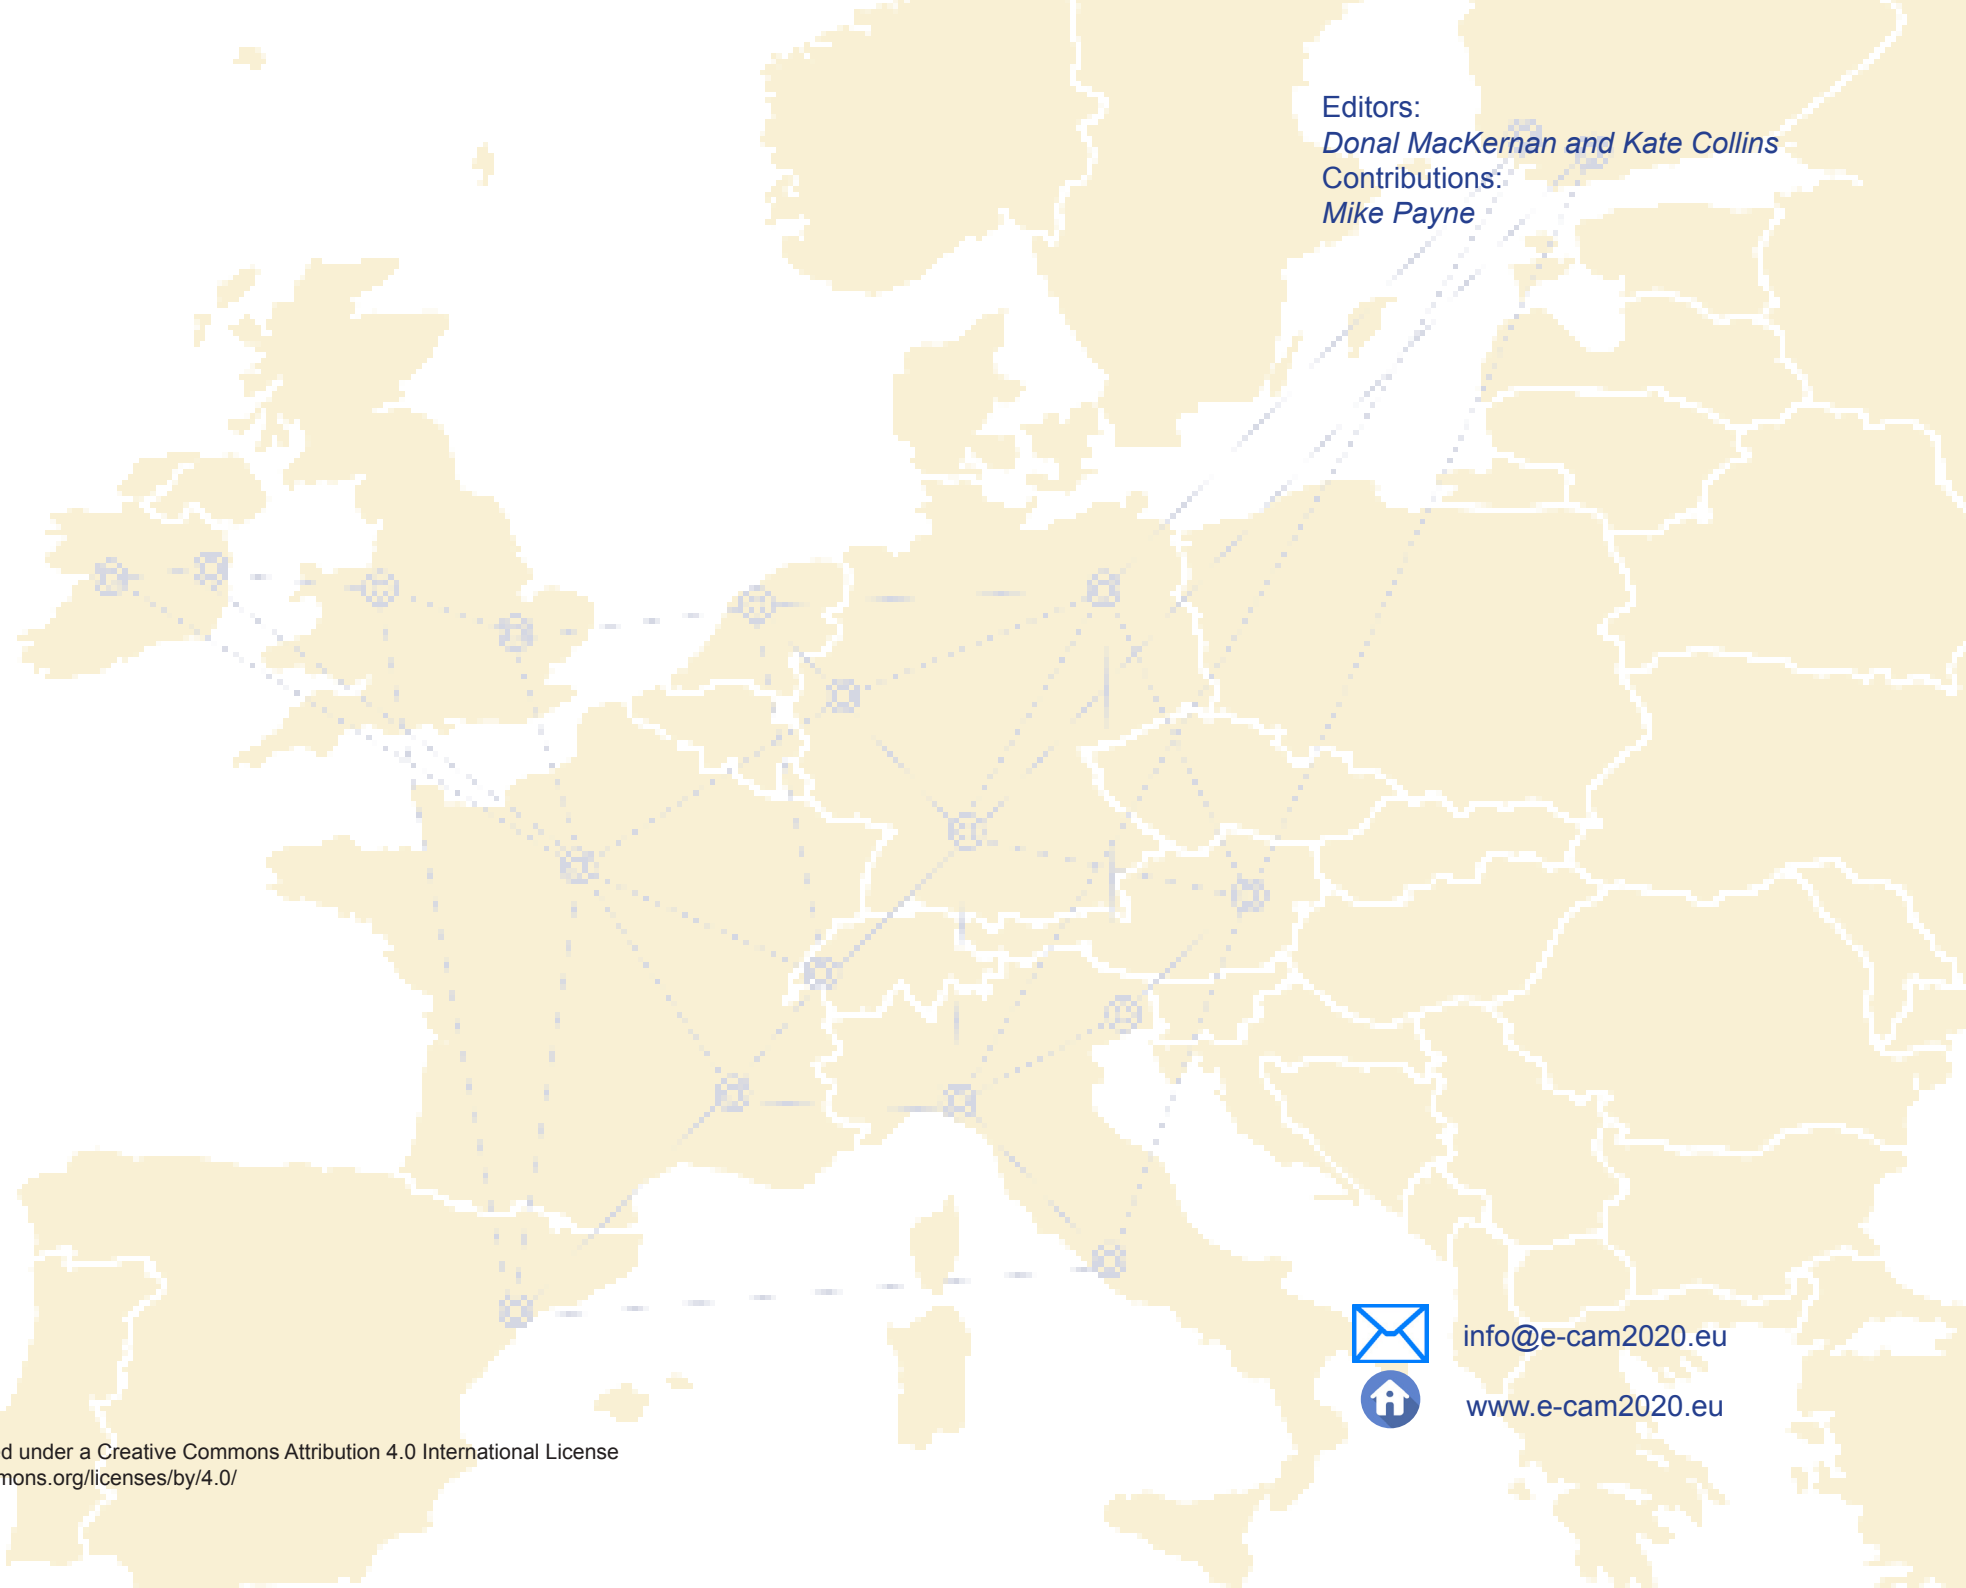 Editors:
Donal MacKernan and Kate Collins
Contributions:
Mike Payne
info@e-cam2020.eu
www.e-cam2020.eu
d under a Creative Commons Attribution 4.0 International License
mons.org/licenses/by/4.0/